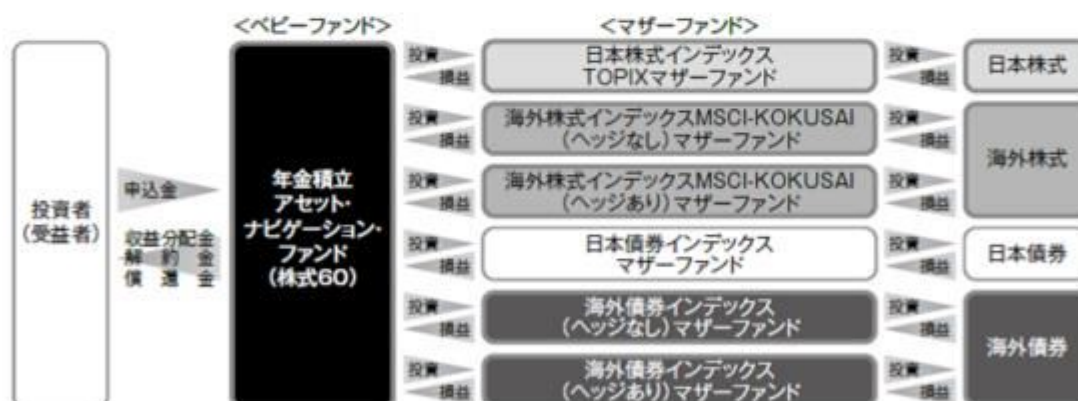 <ベビーファンド>
<マザーファンド>
投資者
(受益者)
申込金
収益分配金
解約金
償還金
年金積立
アセット・
ナビゲーション・
ファンド
(株式60)
投資
損益
日本株式インデックス
TOPIXマザーファンド
投資
損益
日本株式
投資
損益
海外株式インデックスMSCI-KOKUSAI
(ヘッジなし)マザーファンド
投資
損益
投資
損益
海外株式インデックスMSCI-KOKUSAI
(ヘッジあり)マザーファンド
投資
損益
海外株式
投資
損益
日本債券インデックス
マザーファンド
投資
損益
日本債券
投資
損益
海外債券インデックス
(ヘッジなし)マザーファンド
投資
損益
投資
損益
海外債券インデックス
(ヘッジあり)マザーファンド
投資
損益
海外債券